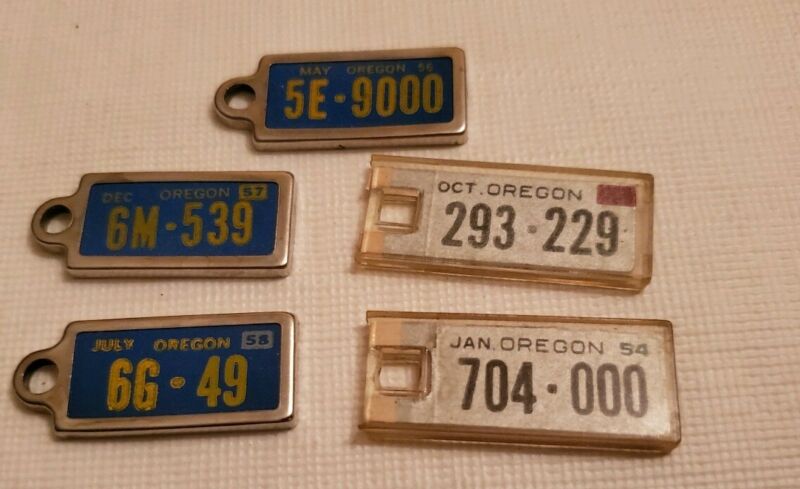 MAY OREGON 56
5E·9000
DEC OREGON 57
6M·539
OCT. OREGON
293·229
JULY OREGON 58
6G·49
JAN. OREGON 54
704·000